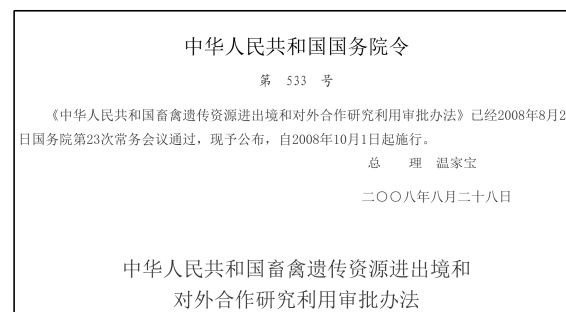 中华人民共和国国务院令
第 533 号
《中华人民共和国畜禽遗传资源进出境和对外合作研究利用审批办法》已经2008年8月2
日国务院第23次常务会议通过，现予公布，自2008年10月1日起施行。
总 理 温家宝
二〇〇八年八月二十八日
中华人民共和国畜禽遗传资源进出境和
对外合作研究利用审批办法